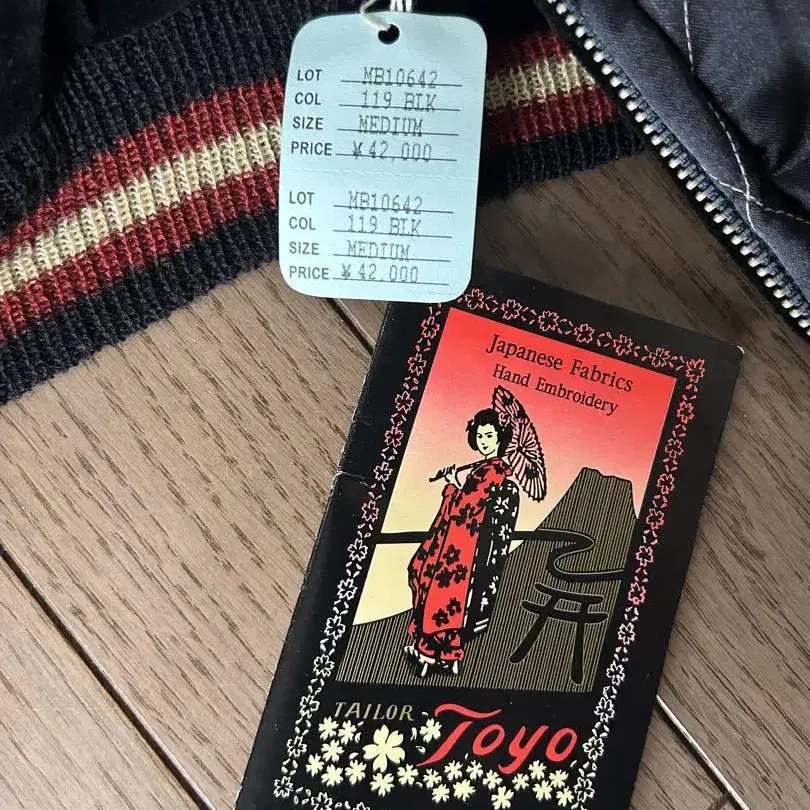 LOT MB10642
COL 119 BLK
SIZE MEDIUM
PRICE ¥42,000
LOT MB10642
COL 119 BLK
SIZE MEDIUM
PRICE ¥42,000
Japanese Fabrics
Hand Embroidery
TAILOR Toyo